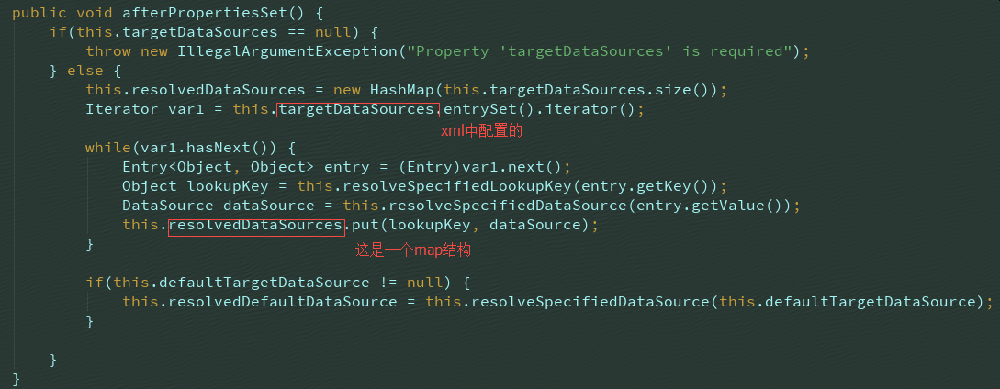 public void afterPropertiesSet() {
if(this.targetDataSources == null) {
throw new IllegalArgumentException("Property 'targetDataSources' is required");
} else {
this.resolvedDataSources = new HashMap(this.targetDataSources.size());
Iterator var1 = this.targetDataSources.entrySet().iterator();
xml中配置的
while(var1.hasNext()) {
Entry<Object, Object> entry = (Entry)var1.next();
Object lookupKey = this.resolveSpecifiedLookupKey(entry.getKey());
DataSource dataSource = this.resolveSpecifiedDataSource(entry.getValue());
this.resolvedDataSources.put(lookupKey, dataSource);
}
这是一个map结构
if(this.defaultTargetDataSource != null) {
this.resolvedDefaultDataSource = this.resolveSpecifiedDataSource(this.defaultTargetDataSource);
}
}
}